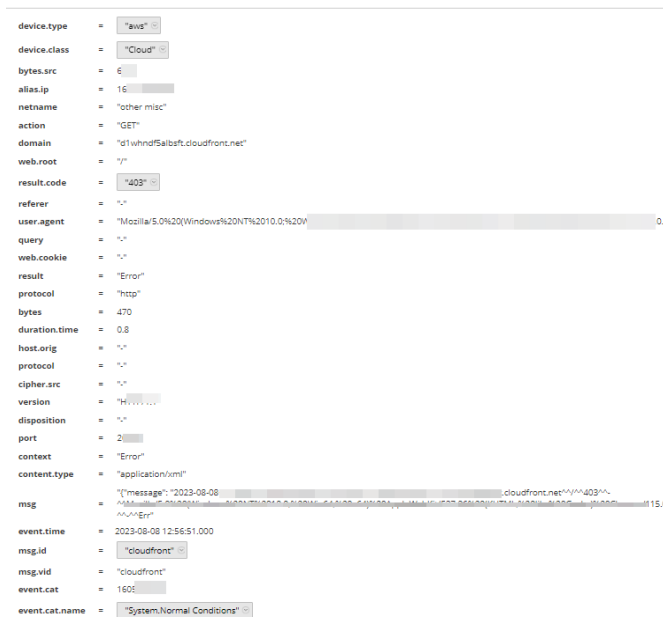 device.type = "aws"
device.class = "Cloud"
bytes.src = 6
alias.ip = 16
netname = "other misc"
action = "GET"
domain = "d1whndf5albsft.cloudfront.net"
web.root = "/"
result.code = "403"
referer = "-"
user.agent = "Mozilla/5.0%20(Windows%20NT%2010.0;%20W 0.
query = "-"
web.cookie = "-"
result = "Error"
protocol = "http"
bytes = 470
duration.time = 0.8
host.orig = "-"
protocol = "-"
cipher.src = "-"
version = "H
disposition = "-"
port = 2
context = "Error"
content.type = "application/xml"
"{"message": "2023-08-08 .cloudfront.net^^/^^403^^-
msg =
^^-^^Err"
event.time = 2023-08-08 12:56:51.000
msg.id = "cloudfront"
msg.vid = "cloudfront"
event.cat = 1605
event.cat.name = "System.Normal Conditions"